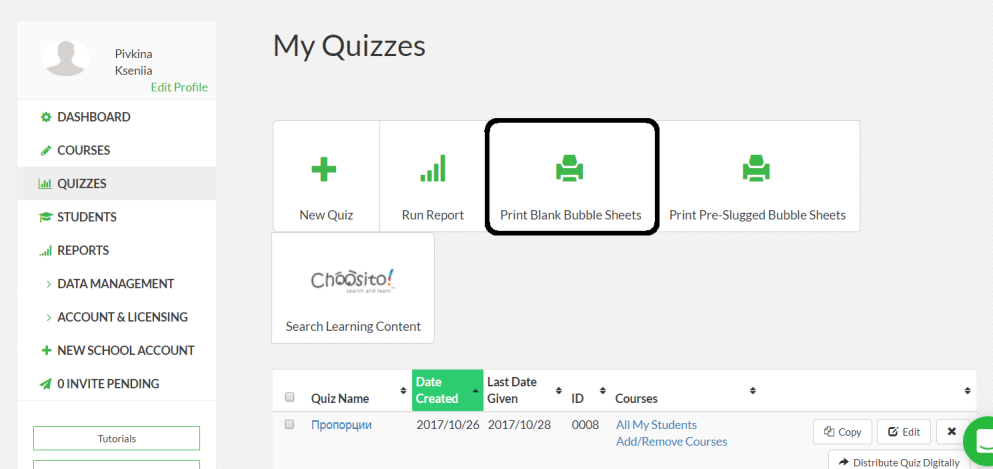 My Quizzes
Pivkina
Kseniia
Edit Profile
DASHBOARD
COURSES
QUIZZES
STUDENTS
REPORTS
DATA MANAGEMENT
ACCOUNT & LICENSING
NEW SCHOOL ACCOUNT
0 INVITE PENDING
Tutorials
New Quiz
Run Report
Print Blank Bubble Sheets
Print Pre-Slugged Bubble Sheets
Choosito!
search and learn
Search Learning Content
Quiz Name Date Created Last Date Given ID Courses
Пропорции 2017/10/26 2017/10/28 0008 All My Students
Add/Remove Courses
Copy Edit
Distribute Quiz Digitally